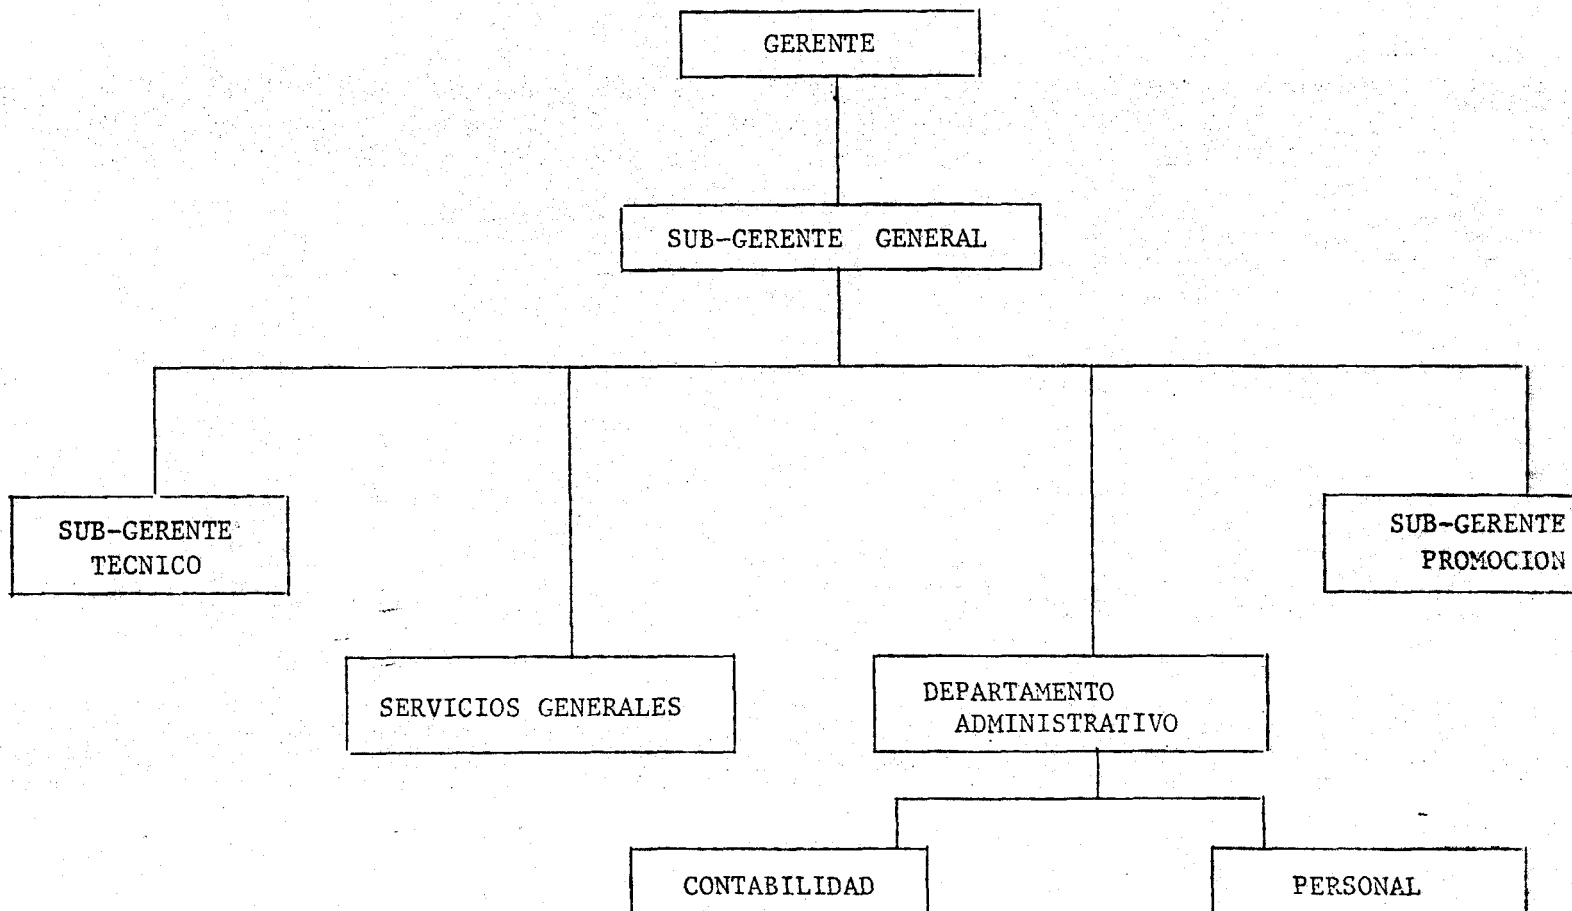 GERENTE
SUB-GERENTE GENERAL
SUB-GERENTE
TECNICO
SUB-GERENTE
PROMOCION
SERVICIOS GENERALES
DEPARTAMENTO
ADMINISTRATIVO
CONTABILIDAD
PERSONAL